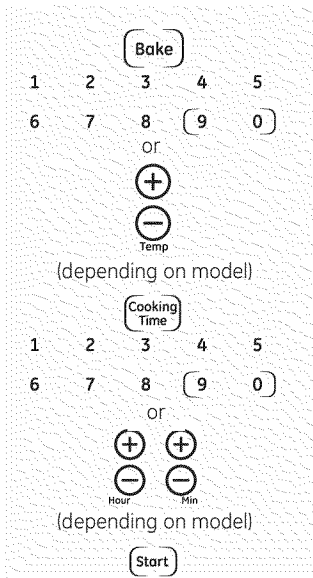 Bake
1 2 3 4 5
6 7 8 9 0
or
+
−
Temp
(depending on model)
Cooking
Time
1 2 3 4 5
6 7 8 9 0
or
+ +
− −
Hour Min
(depending on model)
Start